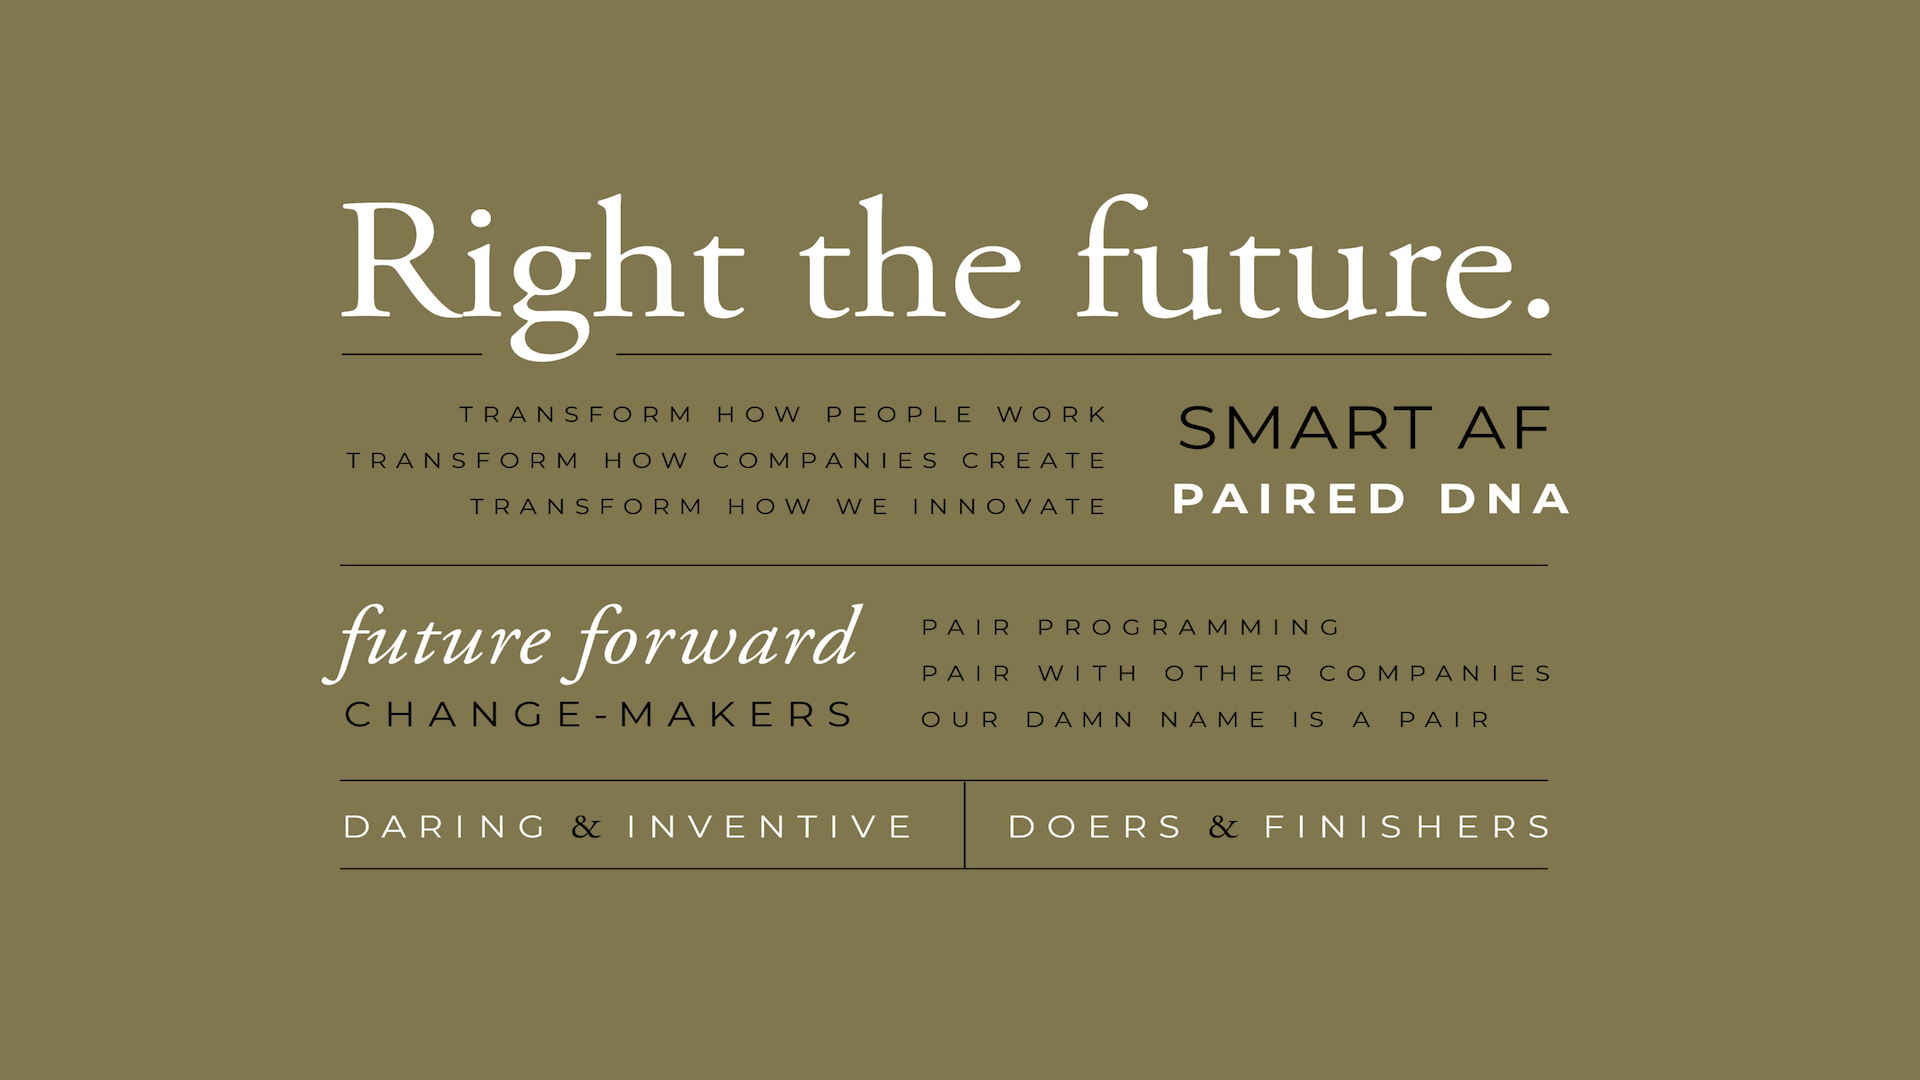 Right the future.
TRANSFORM HOW PEOPLE WORK
TRANSFORM HOW COMPANIES CREATE
TRANSFORM HOW WE INNOVATE
SMART AF
PAIRED DNA
future forward
CHANGE-MAKERS
PAIR PROGRAMMING
PAIR WITH OTHER COMPANIES
OUR DAMN NAME IS A PAIR
DARING & INVENTIVE
DOERS & FINISHERS